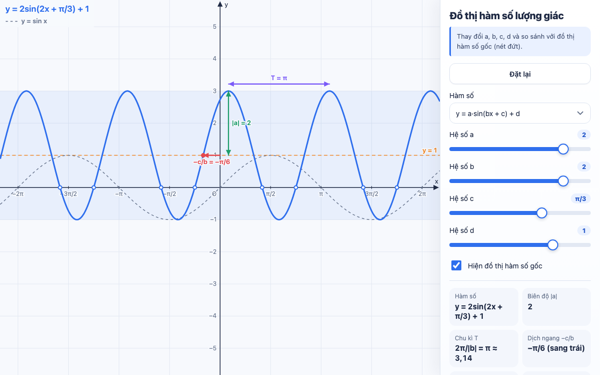 y = 2sin(2x + π/3) + 1
y = sin x
y
5
3
2
1
−1
−2
−3
−4
−5
T = π
|a| = 2
−c/b = −π/6
y = 1
x
−2π
−3π/2
−π
−π/2
0
π/2
π
3π/2
2π
Đồ thị hàm số lượng giác
Thay đổi a, b, c, d và so sánh với đồ thị
hàm số gốc (nét đứt).
Đặt lại
Hàm số
y = a·sin(bx + c) + d
Hệ số a
2
Hệ số b
2
Hệ số c
π/3
Hệ số d
1
Hiện đồ thị hàm số gốc
Hàm số
y = 2sin(2x +
π/3) + 1
Biên độ |a|
2
Chu kì T
2π/|b| = π ≈
3,14
Dịch ngang −c/b
−π/6 (sang trái)